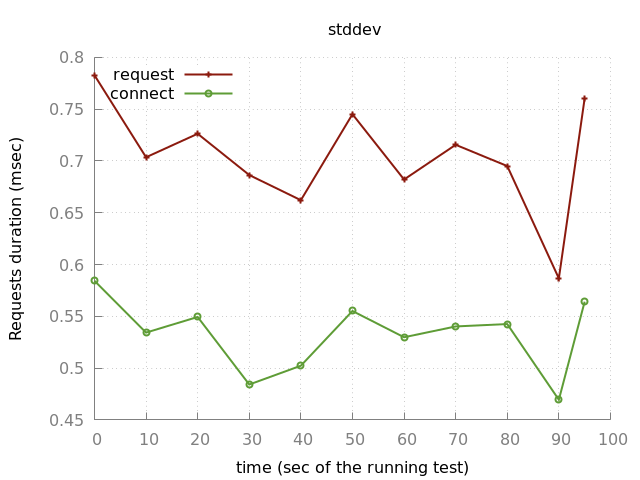 stddev
0.8
0.75
0.7
0.65
0.6
0.55
0.5
0.45
request
connect
Requests duration (msec)
0 10 20 30 40 50 60 70 80 90 100
time (sec of the running test)